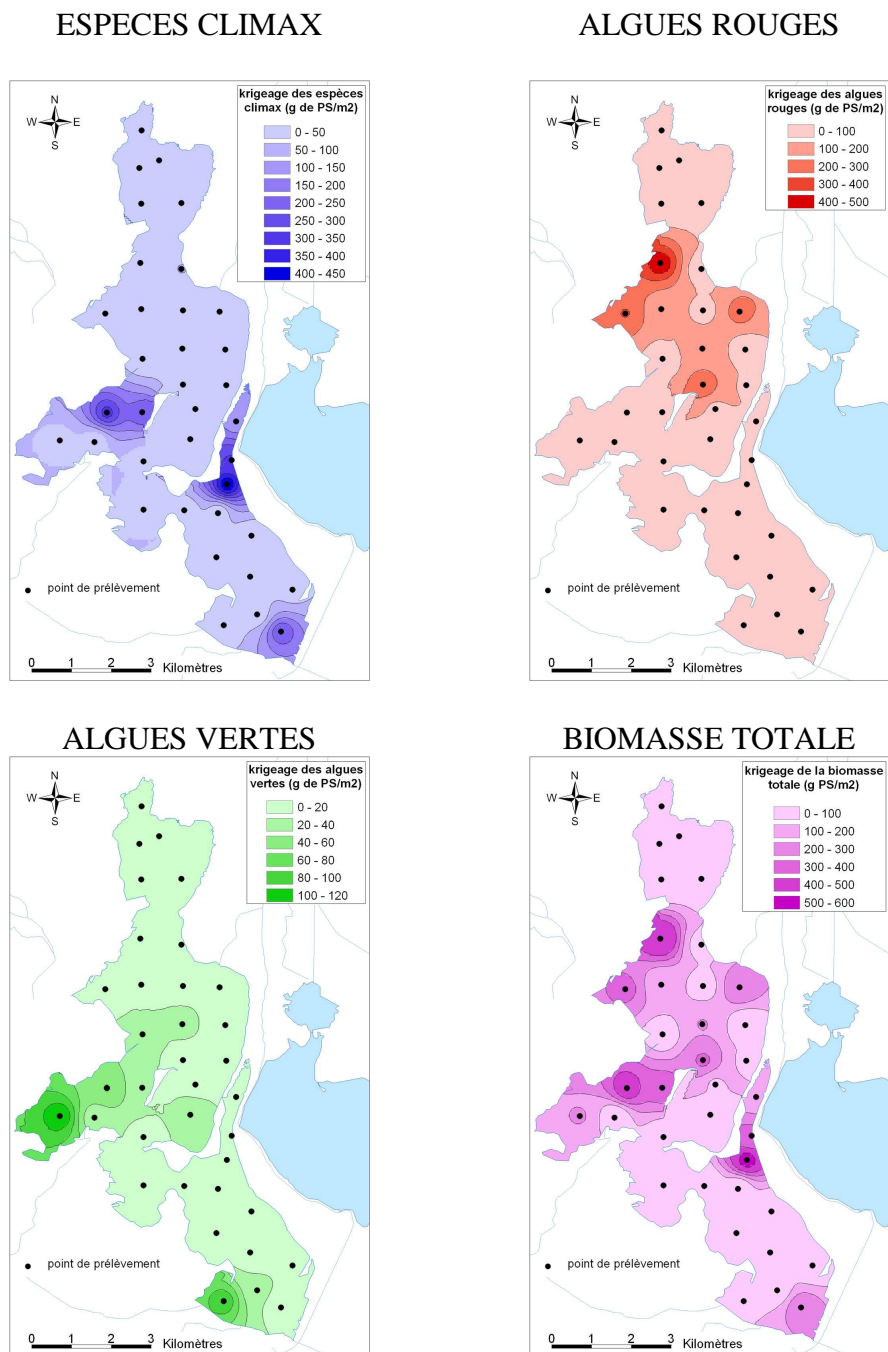 ESPECES CLIMAX
ALGUES ROUGES
krigeage des espèces
climax (g de PS/m2)
0 - 50
50 - 100
100 - 150
150 - 200
200 - 250
250 - 300
300 - 350
350 - 400
400 - 450
N
W
E
S
point de prélèvement
0 1 2 3
Kilomètres
krigeage des algues
rouges (g de PS/m2)
0 - 100
100 - 200
200 - 300
300 - 400
400 - 500
N
W
E
S
point de prélèvement
0 1 2 3
Kilomètres
ALGUES VERTES
BIOMASSE TOTALE
krigeage des algues
vertes (g de PS/m2)
0 - 20
20 - 40
40 - 60
60 - 80
80 - 100
100 - 120
N
W
E
S
point de prélèvement
0 1 2 3
Kilomètres
krigeage de la biomasse
totale (g PS/m2)
0 - 100
100 - 200
200 - 300
300 - 400
400 - 500
500 - 600
N
W
E
S
point de prélèvement
0 1 2 3
Kilomètres